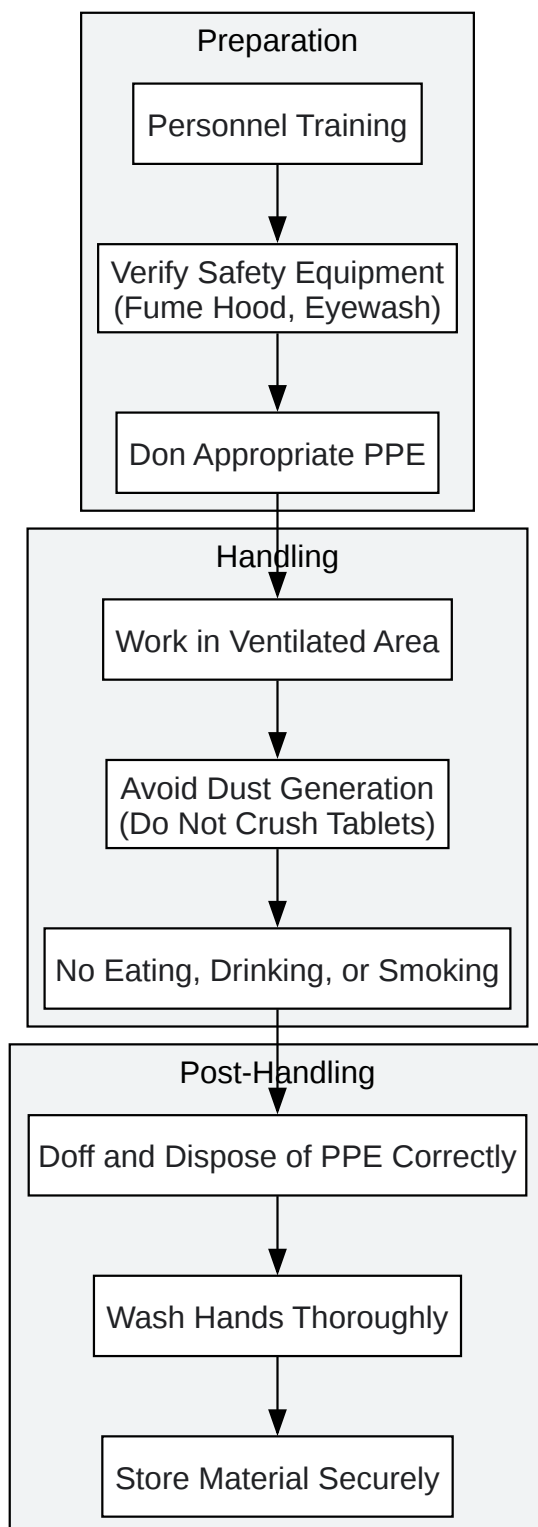 Preparation
Personnel Training
Verify Safety Equipment
(Fume Hood, Eyewash)
Don Appropriate PPE
Handling
Work in Ventilated Area
Avoid Dust Generation
(Do Not Crush Tablets)
No Eating, Drinking, or Smoking
Post-Handling
Doff and Dispose of PPE Correctly
Wash Hands Thoroughly
Store Material Securely